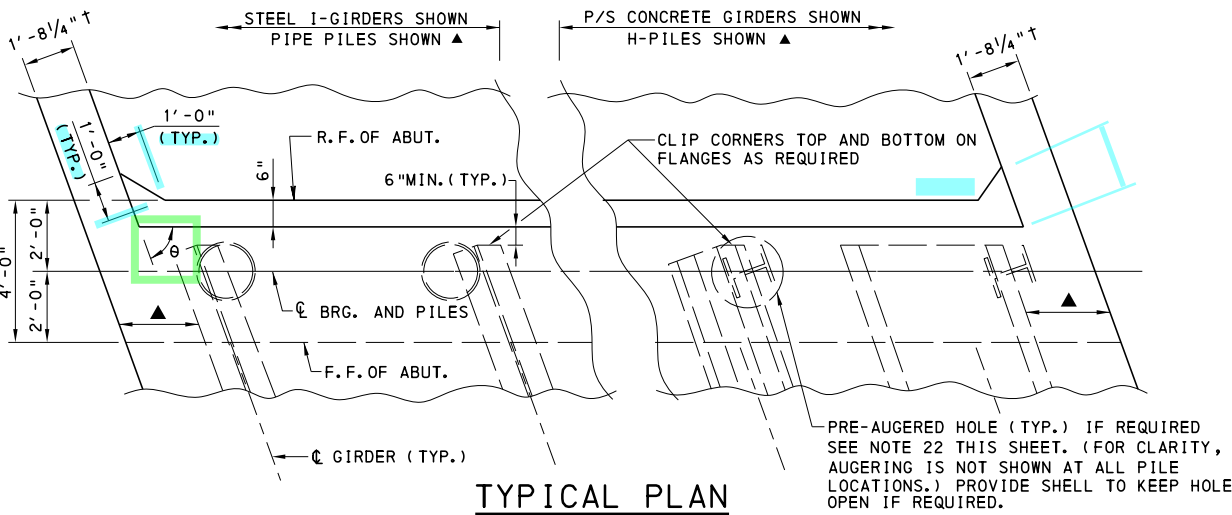 STEEL I-GIRDERS SHOWN
PIPE PILES SHOWN ▲
P/S CONCRETE GIRDERS SHOWN
H-PILES SHOWN ▲
1'-8¼" †
1'-8¼" †
1'-0"
(TYP.)
1'-0"
(TYP.)
R.F. OF ABUT.
6"
6" MIN. (TYP.)
CLIP CORNERS TOP AND BOTTOM ON
FLANGES AS REQUIRED
4'-0"
2'-0"
2'-0"
θ
▲
℄ BRG. AND PILES
▲
F.F. OF ABUT.
℄ GIRDER (TYP.)
PRE-AUGERED HOLE (TYP.) IF REQUIRED
SEE NOTE 22 THIS SHEET. (FOR CLARITY,
AUGERING IS NOT SHOWN AT ALL PILE
LOCATIONS.) PROVIDE SHELL TO KEEP HOLE
OPEN IF REQUIRED.
TYPICAL PLAN